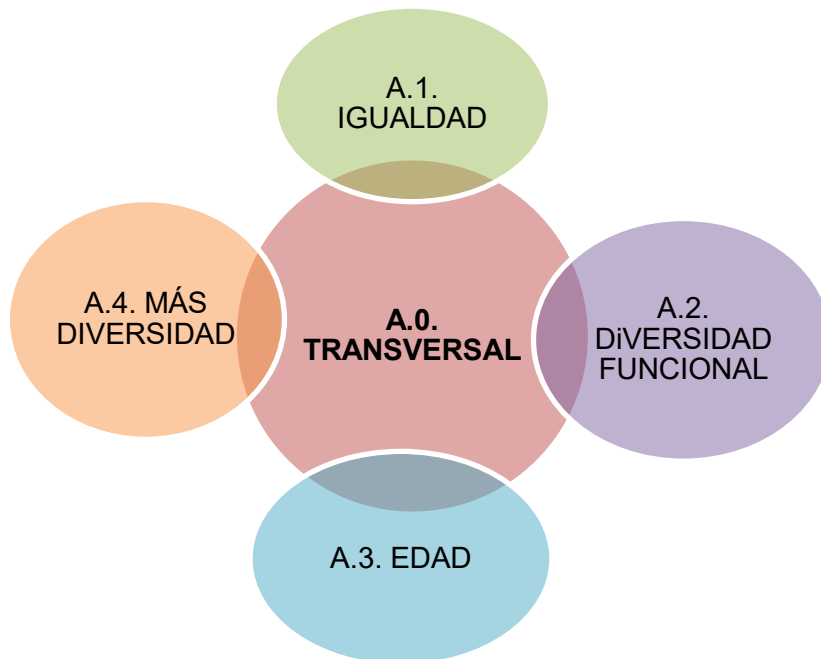 A.1.
IGUALDAD
A.4. MÁS
DIVERSIDAD
A.0.
TRANSVERSAL
A.2.
DiVERSIDAD
FUNCIONAL
A.3. EDAD